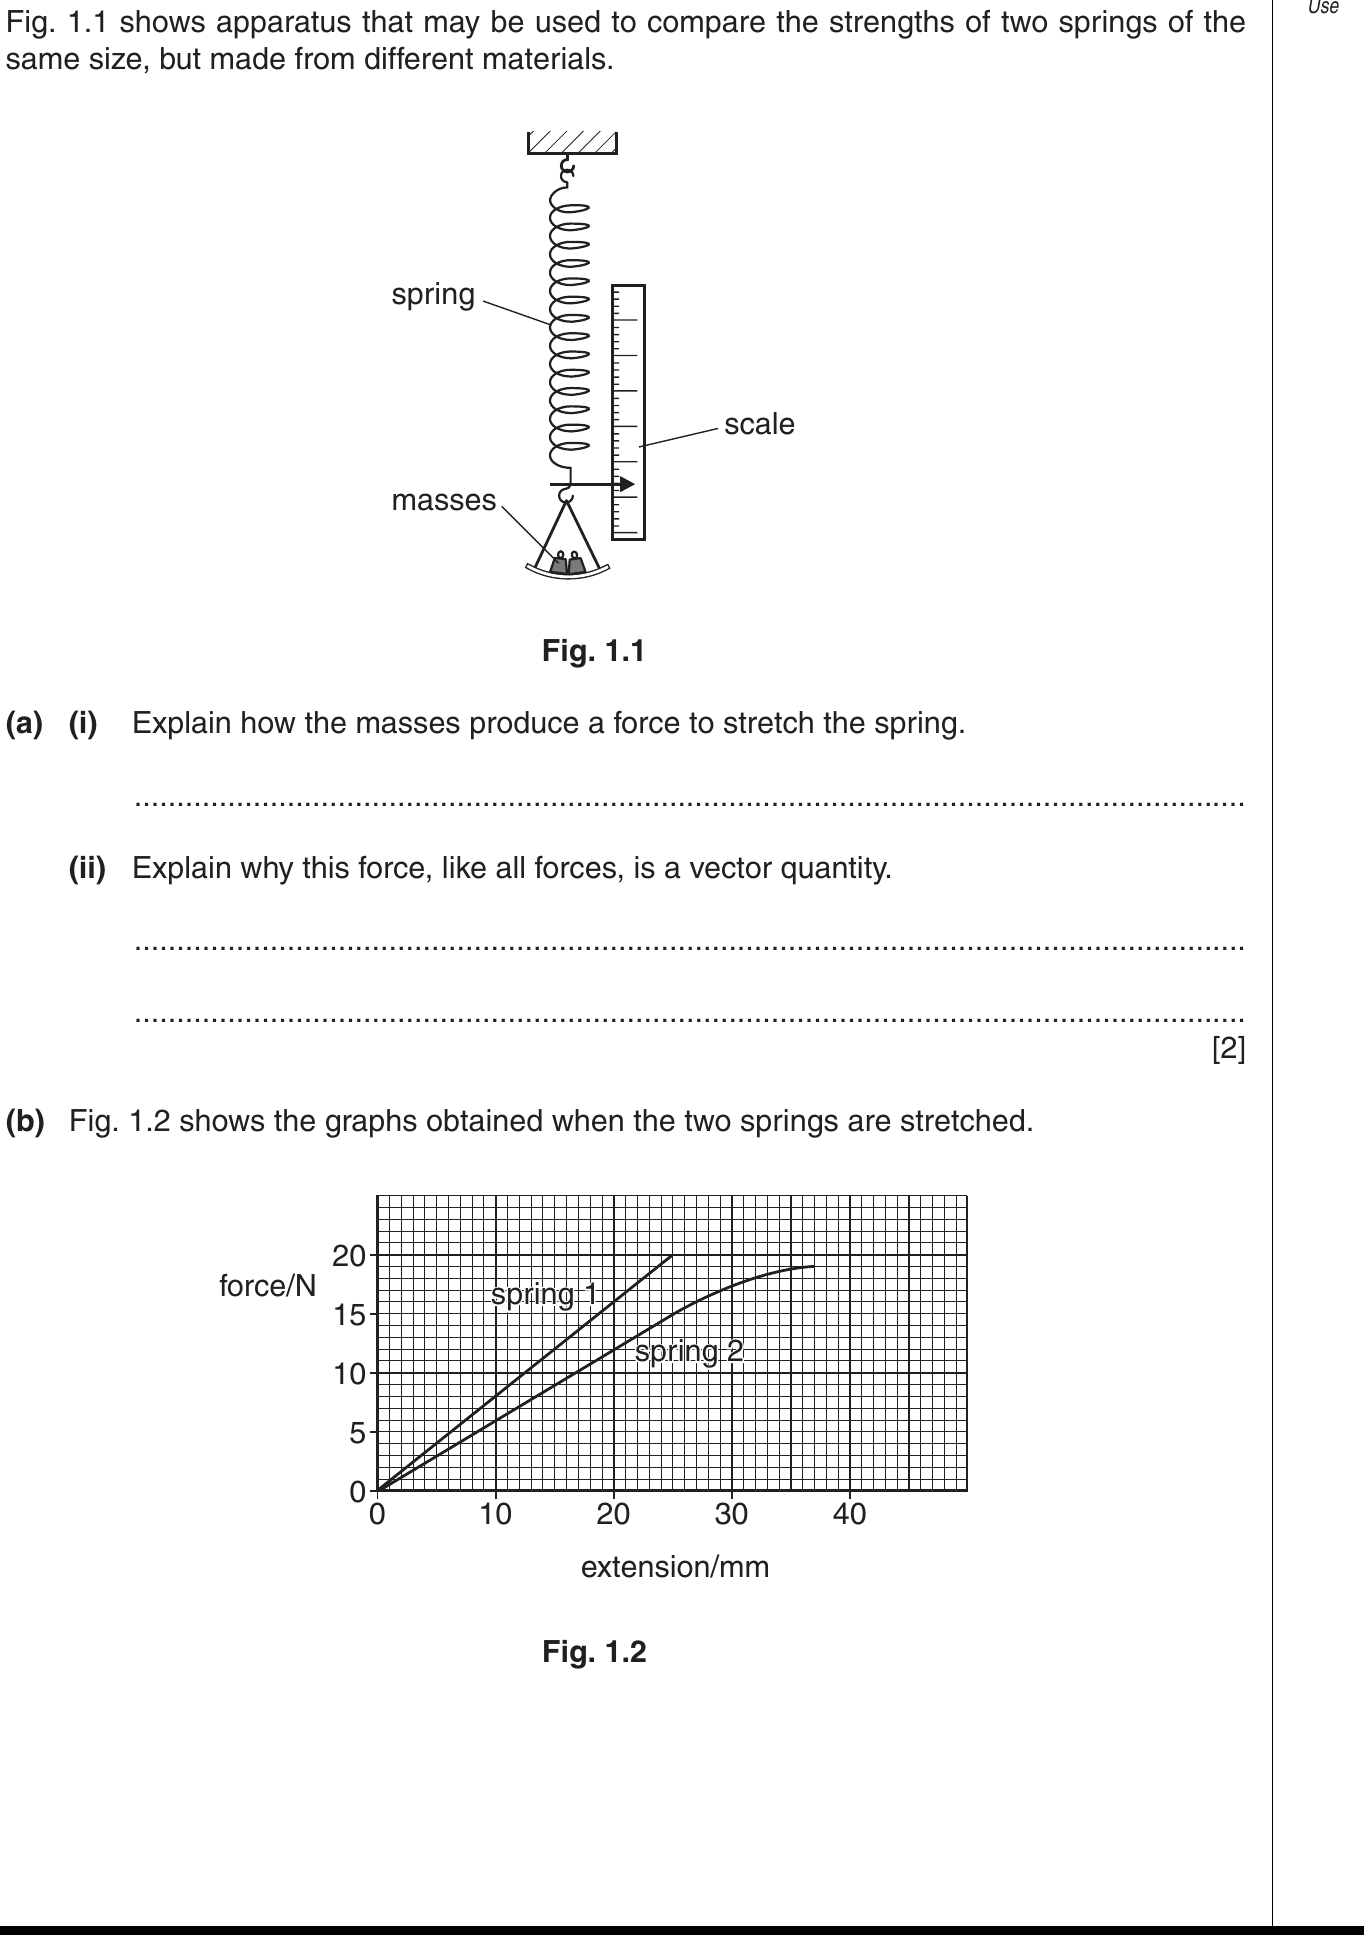 Use
Fig. 1.1 shows apparatus that may be used to compare the strengths of two springs of the
same size, but made from different materials.
spring
scale
masses
Fig. 1.1
(a) (i) Explain how the masses produce a force to stretch the spring.
(ii) Explain why this force, like all forces, is a vector quantity.
[2]
(b) Fig. 1.2 shows the graphs obtained when the two springs are stretched.
20
force/N
spring 1
15
spring 2
10
5
0
0 10 20 30 40
extension/mm
Fig. 1.2